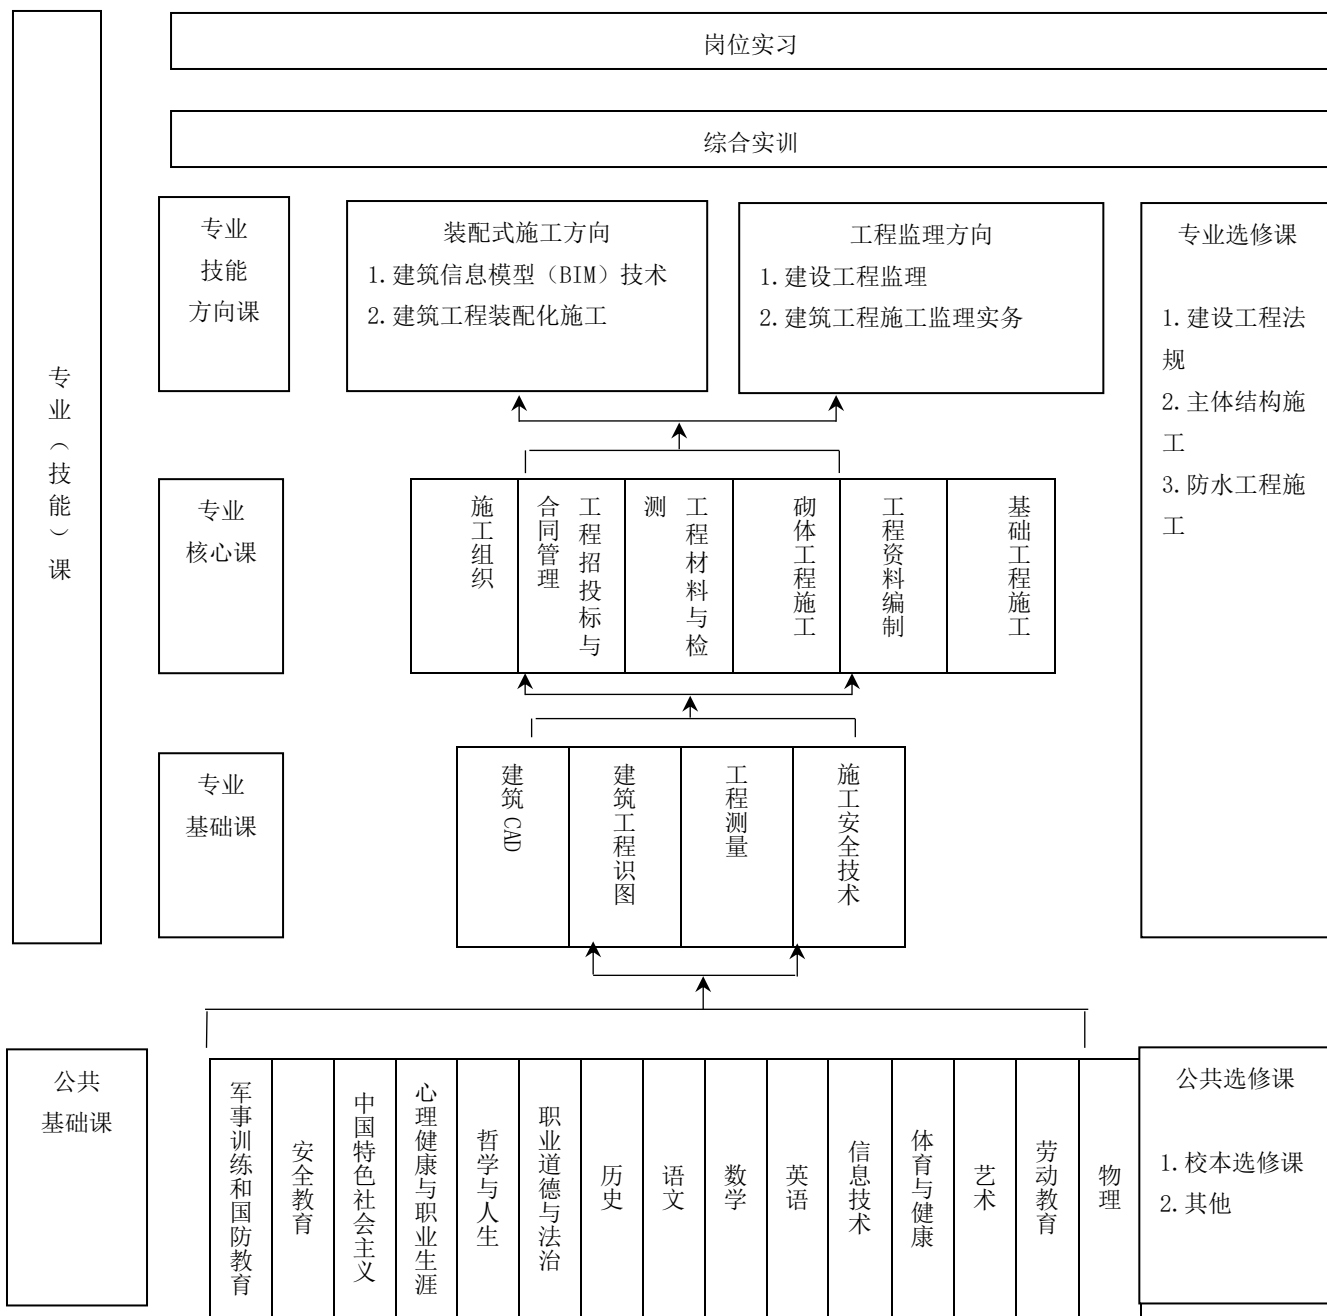 岗位实习
综合实训
专业（技能）课
专业
技能
方向课
装配式施工方向
1.建筑信息模型（BIM）技术
2.建筑工程装配化施工
工程监理方向
1.建设工程监理
2.建筑工程施工监理实务
专业选修课
1.建设工程法
规
2.主体结构施
工
3.防水工程施
工
专业
核心课
施工组织
工程招投标与
合同管理
工程材料与检
测
砌体工程施工
工程资料编制
基础工程施工
专业
基础课
建筑 CAD
建筑工程识图
工程测量
施工安全技术
公共
基础课
军事训练和国防教育
安全教育
中国特色社会主义
心理健康与职业生涯
哲学与人生
职业道德与法治
历史
语文
数学
英语
信息技术
体育与健康
艺术
劳动教育
物理
公共选修课
1.校本选修课
2.其他